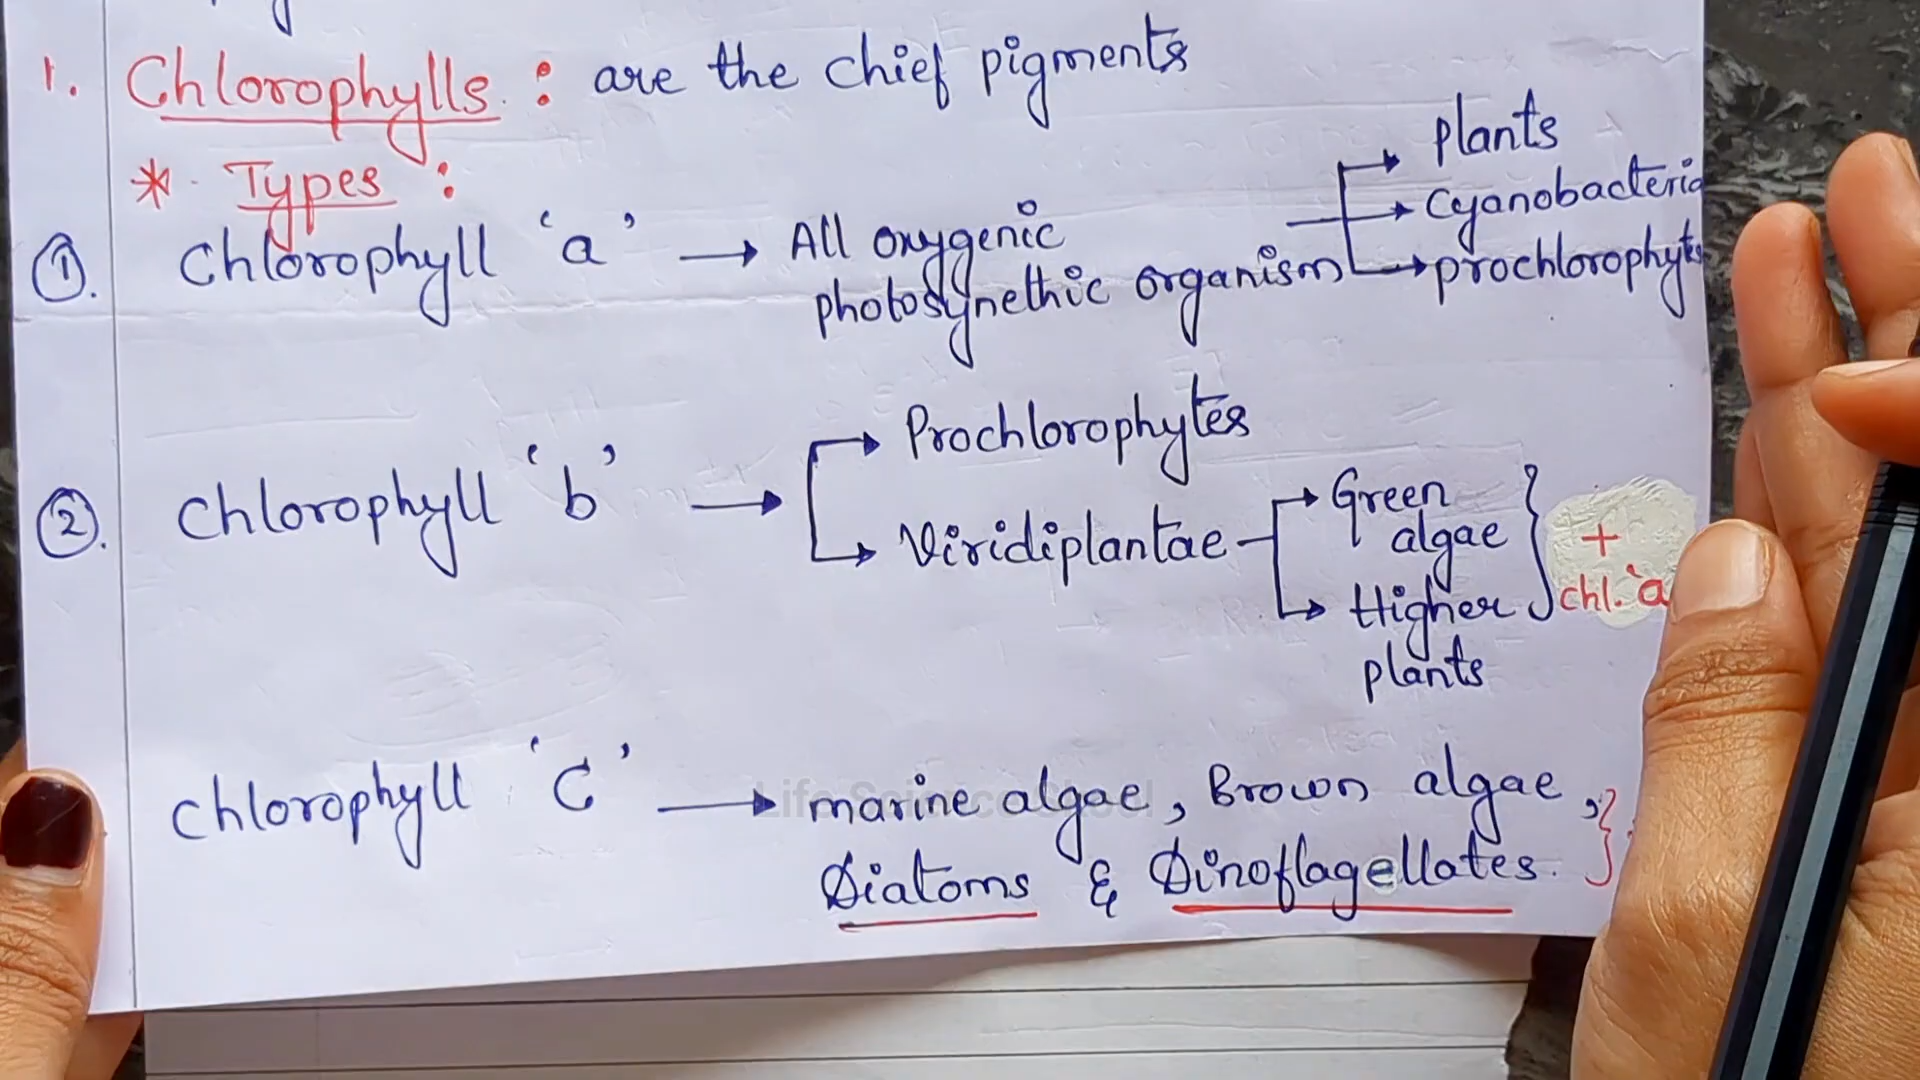 1. Chlorophylls : are the chief pigments
* Types :
①. Chlorophyll 'a' → All oxygenic
photosynethic organism
→ plants
→ Cyanobacteria
→ prochlorophytes
②. Chlorophyll 'b' →
→ Prochlorophytes
→ Viridiplantae
→ Green
algae
→ Higher
plants
+
chl. 'a
Chlorophyll 'C' → marine algae, Brown algae,
Diatoms & Dinoflagellates.